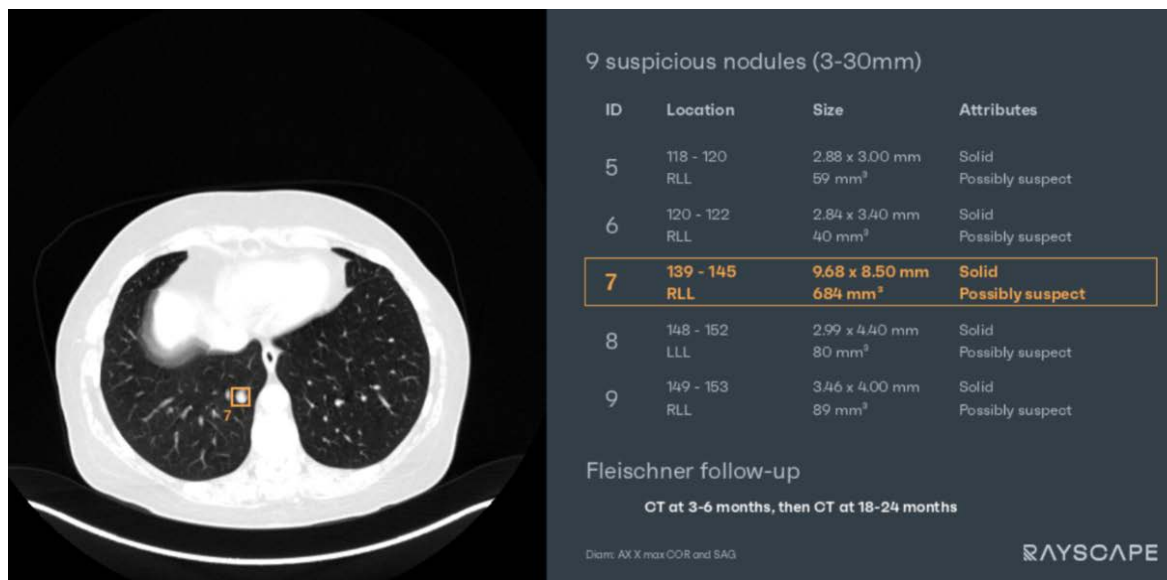 9 suspicious nodules (3-30mm)
ID Location Size Attributes
5 118 - 120 2.88 x 3.00 mm Solid
RLL 59 mm³ Possibly suspect
6 120 - 122 2.84 x 3.40 mm Solid
RLL 40 mm³ Possibly suspect
7 139 - 145 9.68 x 8.50 mm Solid
RLL 684 mm³ Possibly suspect
8 148 - 152 2.99 x 4.40 mm Solid
LLL 80 mm³ Possibly suspect
9 149 - 153 3.46 x 4.00 mm Solid
RLL 89 mm³ Possibly suspect
7
Fleischner follow-up
CT at 3-6 months, then CT at 18-24 months
Diam: AX X max COR and SAG
RAYSCAPE